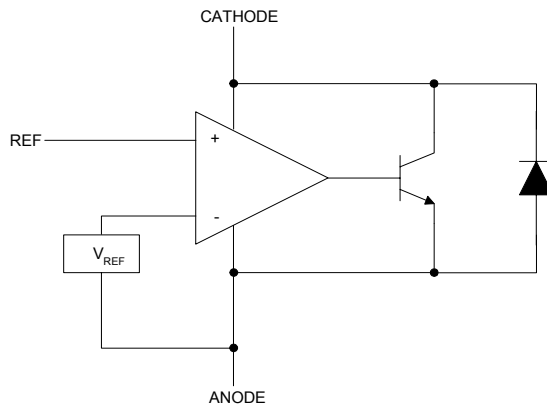 CATHODE
REF
+
-
VREF
ANODE